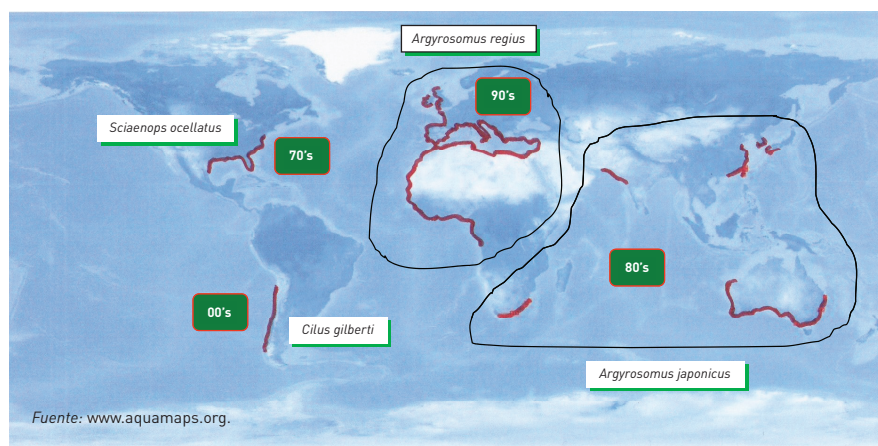 Argyrosomus regius
90's
Sciaenops ocellatus
70's
80's
00's
Cilus gilberti
Argyrosomus japonicus
Fuente: www.aquamaps.org.